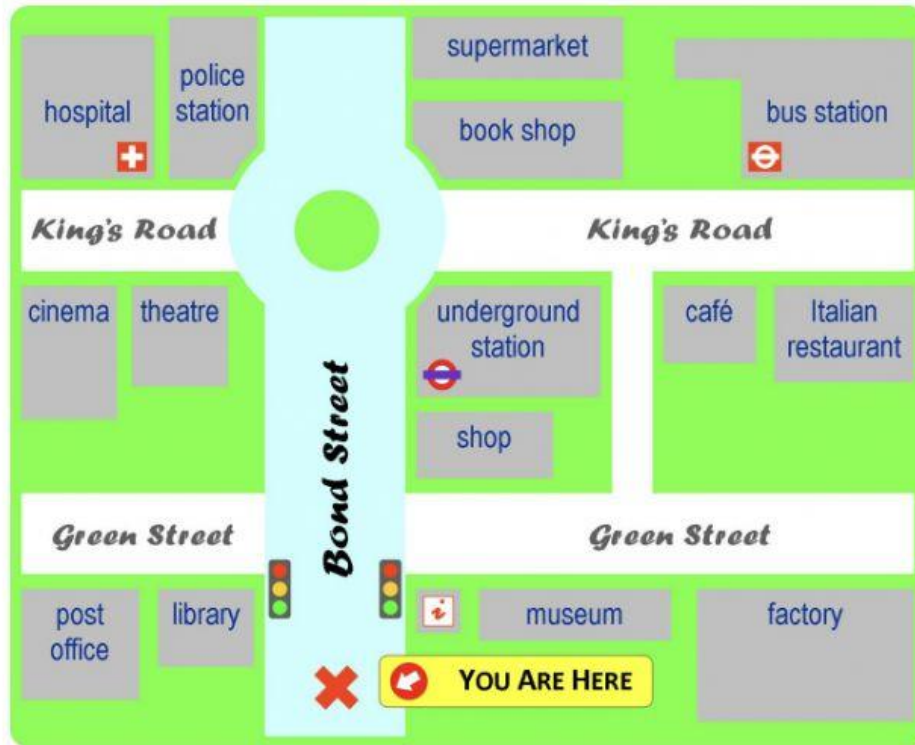 supermarket
police
station
hospital
book shop
bus station
King's Road
King's Road
cinema
theatre
underground
station
café
Italian
restaurant
Bond Street
shop
Green Street
Green Street
post
office
library
i
museum
factory
YOU ARE HERE